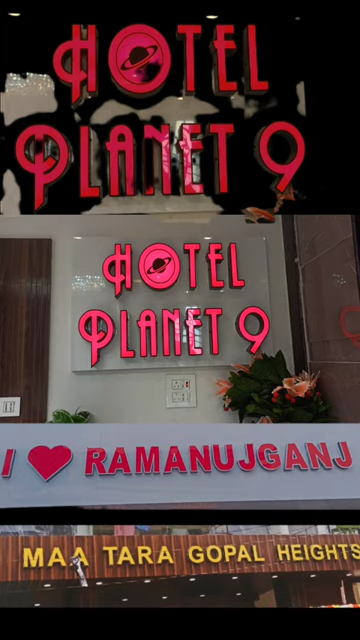 HOTEL
PLANET 9
HOTEL
PLANET 9
I ❤ RAMANUJGANJ
MAA TARA GOPAL HEIGHTS